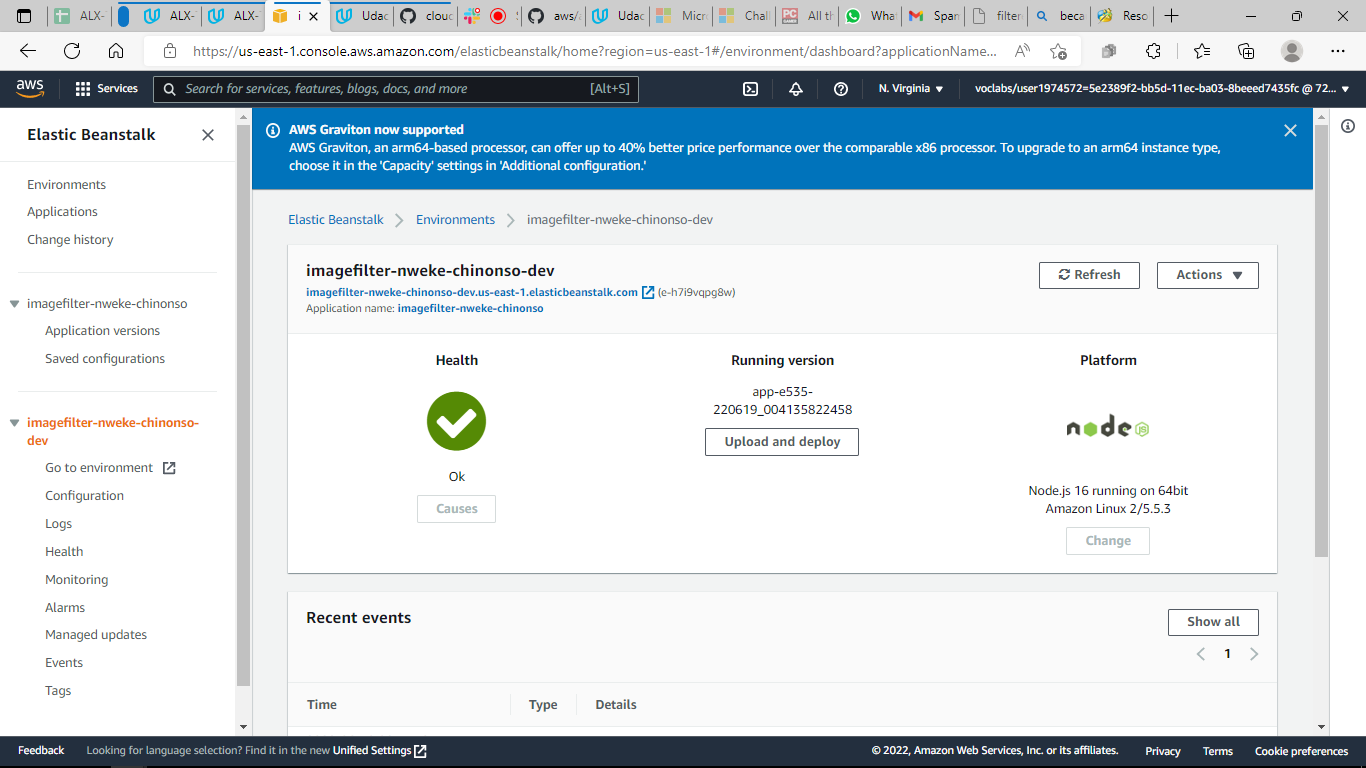 ALX-
ALX-
ALX-
i
Udac
cloud
S
aws/a
Udac
Micro
Chall
All th
What
Span
filter
beca
Reso
https://us-east-1.console.aws.amazon.com/elasticbeanstalk/home?region=us-east-1#/environment/dashboard?applicationName...
aws
Services
Search for services, features, blogs, docs, and more
[Alt+S]
N. Virginia
voclabs/user1974572=5e2389f2-bb5d-11ec-ba03-8beeed7435fc @ 72...
Elastic Beanstalk
Environments
Applications
Change history
imagefilter-nweke-chinonso
Application versions
Saved configurations
imagefilter-nweke-chinonso-
dev
Go to environment
Configuration
Logs
Health
Monitoring
Alarms
Managed updates
Events
Tags
AWS Graviton now supported
AWS Graviton, an arm64-based processor, can offer up to 40% better price performance over the comparable x86 processor. To upgrade to an arm64 instance type,
choose it in the 'Capacity' settings in 'Additional configuration.'
Elastic Beanstalk
Environments
imagefilter-nweke-chinonso-dev
imagefilter-nweke-chinonso-dev
imagefilter-nweke-chinonso-dev.us-east-1.elasticbeanstalk.com (e-h7i9vqpg8w)
Application name: imagefilter-nweke-chinonso
Refresh
Actions
Health
Ok
Causes
Running version
app-e535-
220619_004135822458
Upload and deploy
Platform
node JS
Node.js 16 running on 64bit
Amazon Linux 2/5.5.3
Change
Recent events
Show all
1
Time
Type
Details
Feedback
Looking for language selection? Find it in the new Unified Settings
© 2022, Amazon Web Services, Inc. or its affiliates.
Privacy
Terms
Cookie preferences